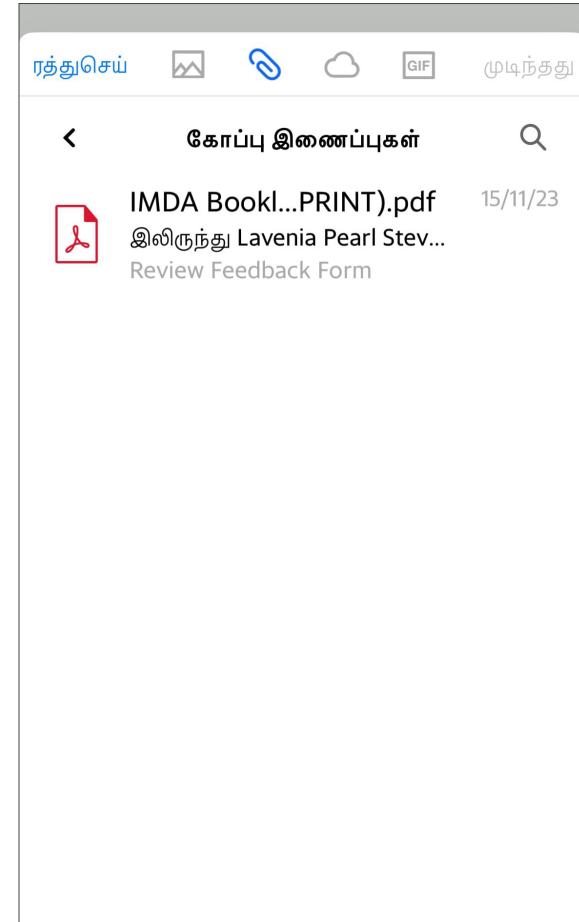 ரத்துசெய் GIF முடிந்தது
கோப்பு இணைப்புகள்
IMDA Bookl...PRINT).pdf 15/11/23
இலிருந்து Lavenia Pearl Stev...
Review Feedback Form